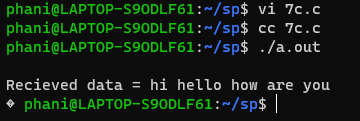 phani@LAPTOP-S9ODLF61:~/sp$ vi 7c.c
phani@LAPTOP-S9ODLF61:~/sp$ cc 7c.c
phani@LAPTOP-S9ODLF61:~/sp$ ./a.out
Recieved data = hi hello how are you
� phani@LAPTOP-S9ODLF61:~/sp$